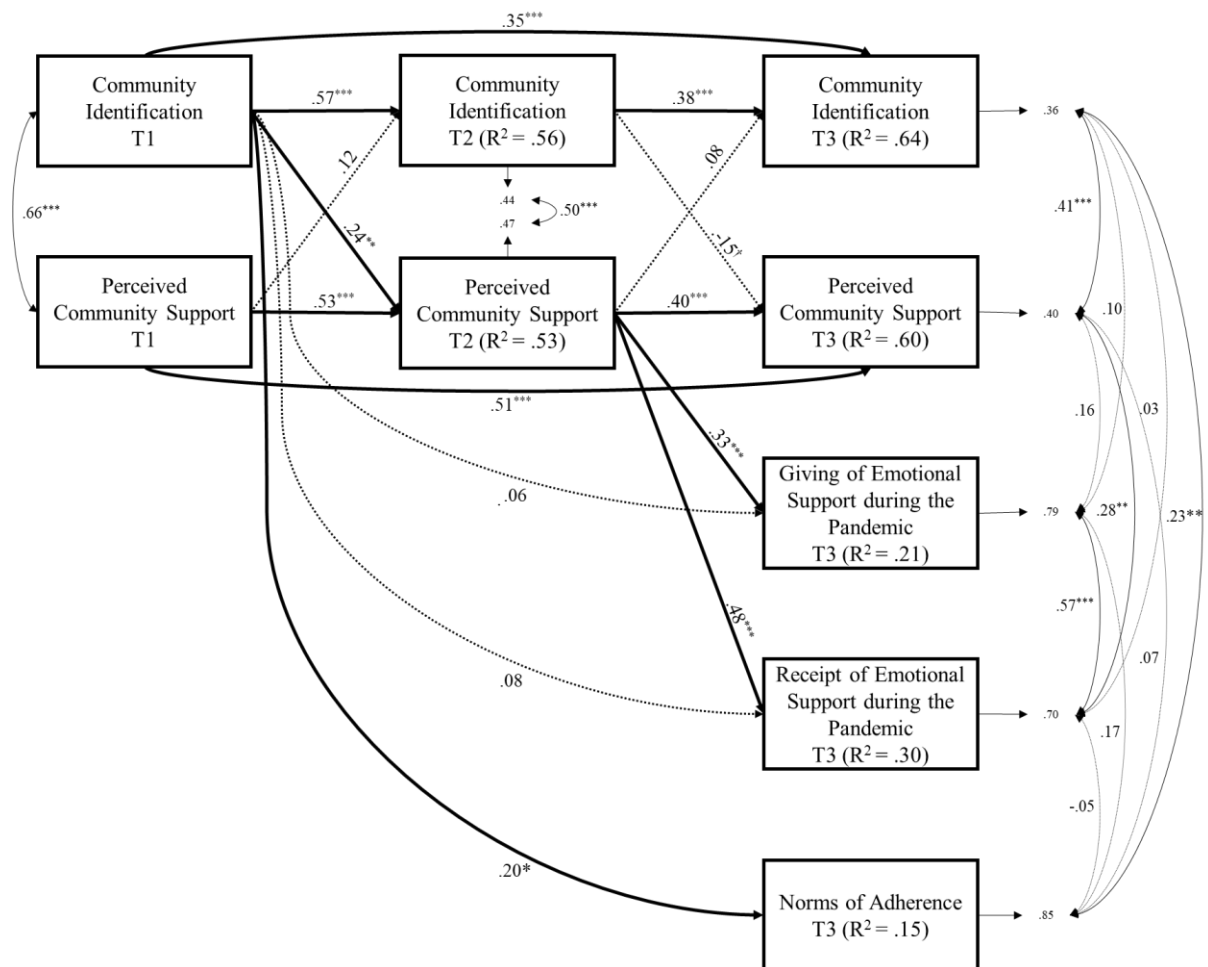 .35***
Community
Identification
T1
.57***
Community
Identification
T2 (R² = .56)
.38***
Community
Identification
T3 (R² = .64)
.36
.12
.08
.66***
.44
.47
.50***
.41***
.24**
-.15†
.10
Perceived
Community Support
T1
.53***
Perceived
Community Support
T2 (R² = .53)
.40***
Perceived
Community Support
T3 (R² = .60)
.40
.51***
.16
.03
.33***
.06
Giving of Emotional
Support during the
Pandemic
T3 (R² = .21)
.79
.28**
.23**
.48***
.57***
.08
Receipt of Emotional
Support during the
Pandemic
T3 (R² = .30)
.70
.07
.17
-.05
.20*
Norms of Adherence
T3 (R² = .15)
.85